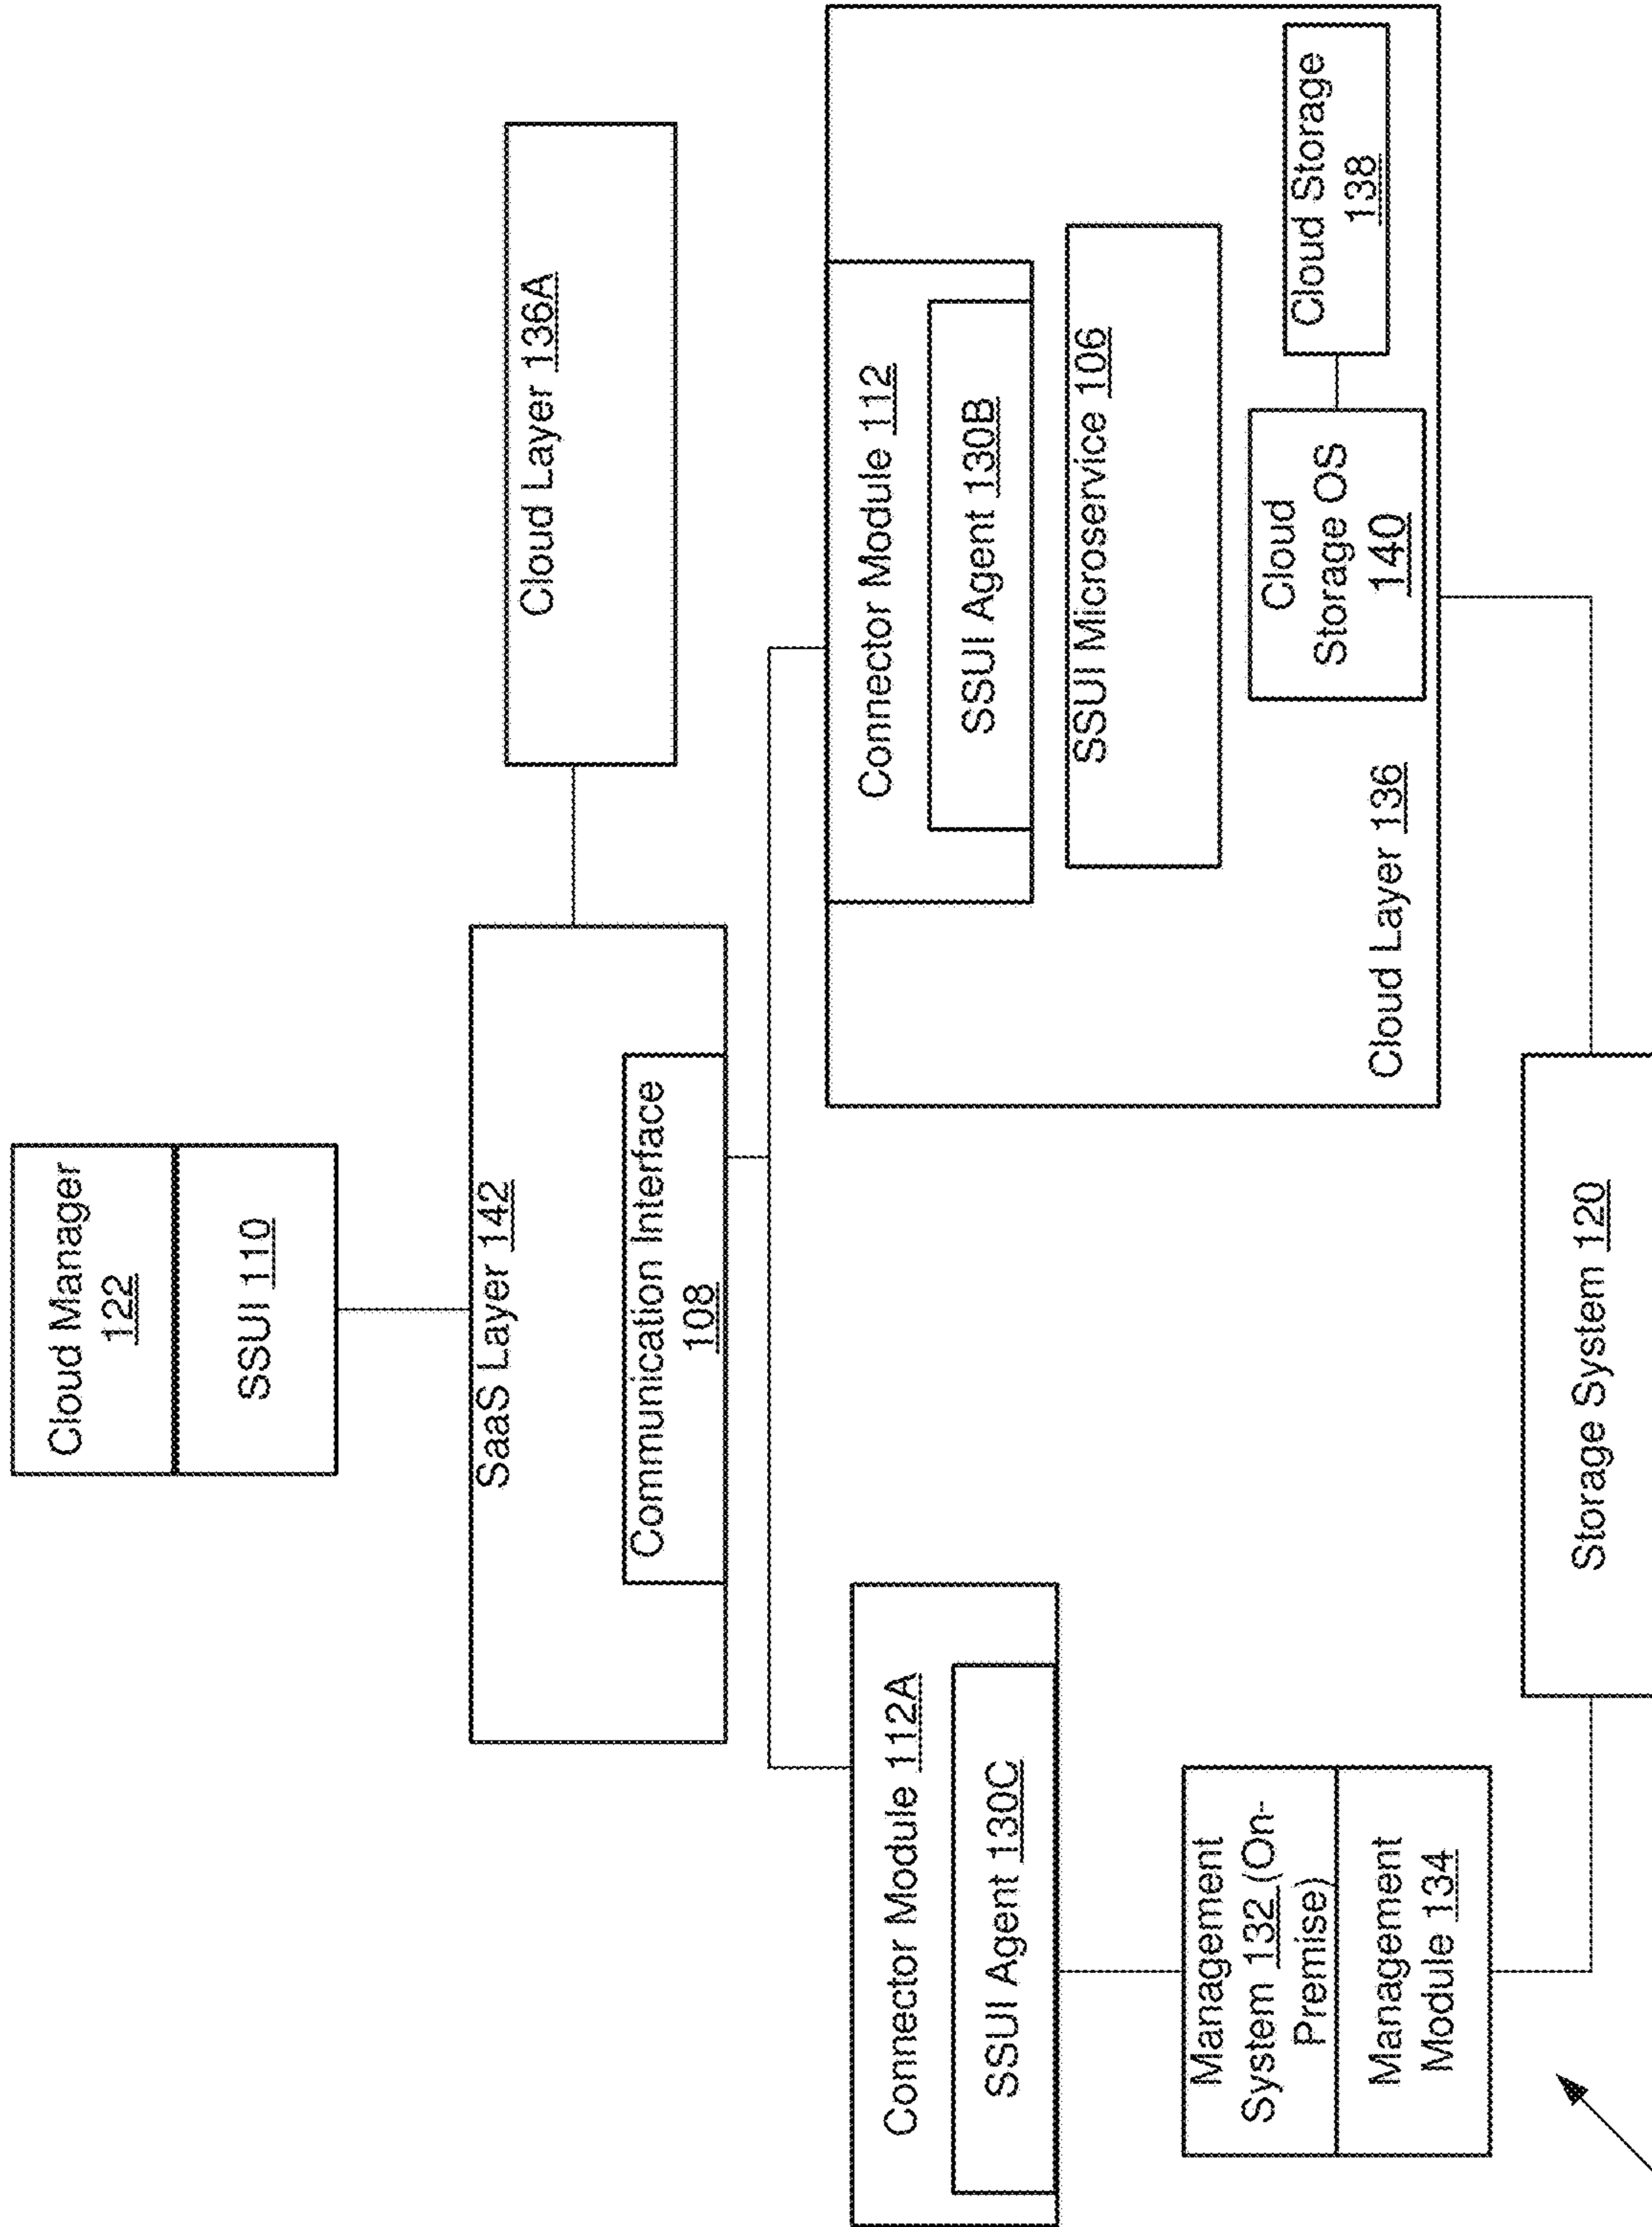 Cloud Manager
122
SSUI 110
SaaS Layer 142
Communication Interface
108
Cloud Layer 136A
Connector Module 112A
SSUI Agent 130C
Management
System 132 (On-
Premise)
Management
Module 134
Connector Module 112
SSUI Agent 130B
SSUI Microservice 106
Cloud
Storage OS
140
Cloud Storage
138
Cloud Layer 136
Storage System 120